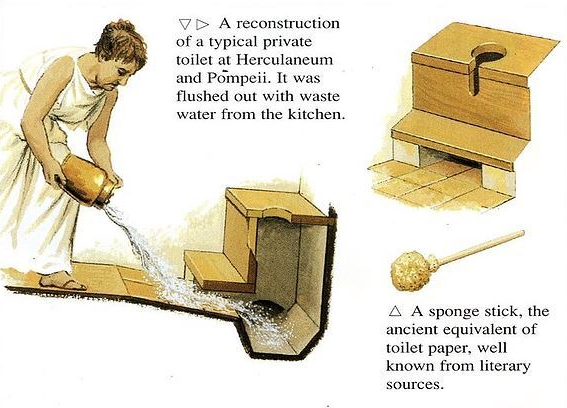 ▽▷ A reconstruction
of a typical private
toilet at Herculaneum
and Pompeii. It was
flushed out with waste
water from the kitchen.
△ A sponge stick, the
ancient equivalent of
toilet paper, well
known from literary
sources.